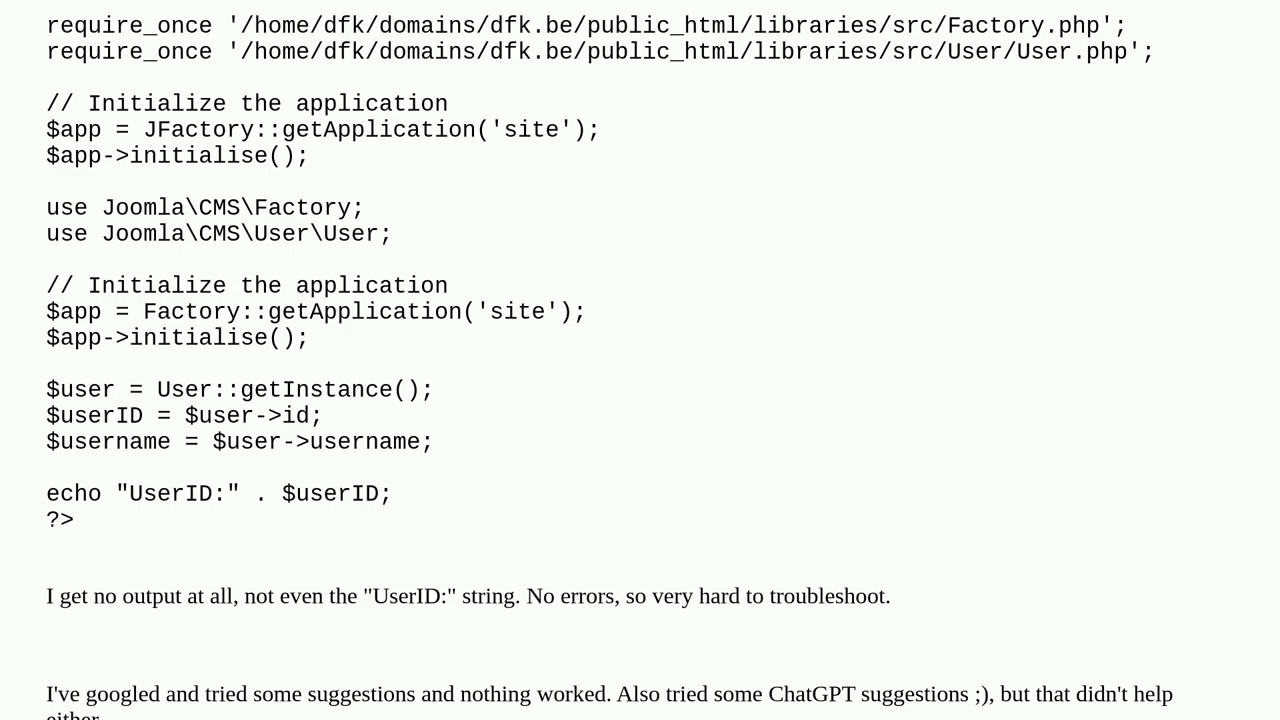 require_once '/home/dfk/domains/dfk.be/public_html/libraries/src/Factory.php';
require_once '/home/dfk/domains/dfk.be/public_html/libraries/src/User/User.php';
// Initialize the application
$app = JFactory::getApplication('site');
$app->initialise();
use Joomla\CMS\Factory;
use Joomla\CMS\User\User;
// Initialize the application
$app = Factory::getApplication('site');
$app->initialise();
$user = User::getInstance();
$userID = $user->id;
$username = $user->username;
echo "UserID:" . $userID;
?>
I get no output at all, not even the "UserID:" string. No errors, so very hard to troubleshoot.
I've googled and tried some suggestions and nothing worked. Also tried some ChatGPT suggestions ;), but that didn't help
either